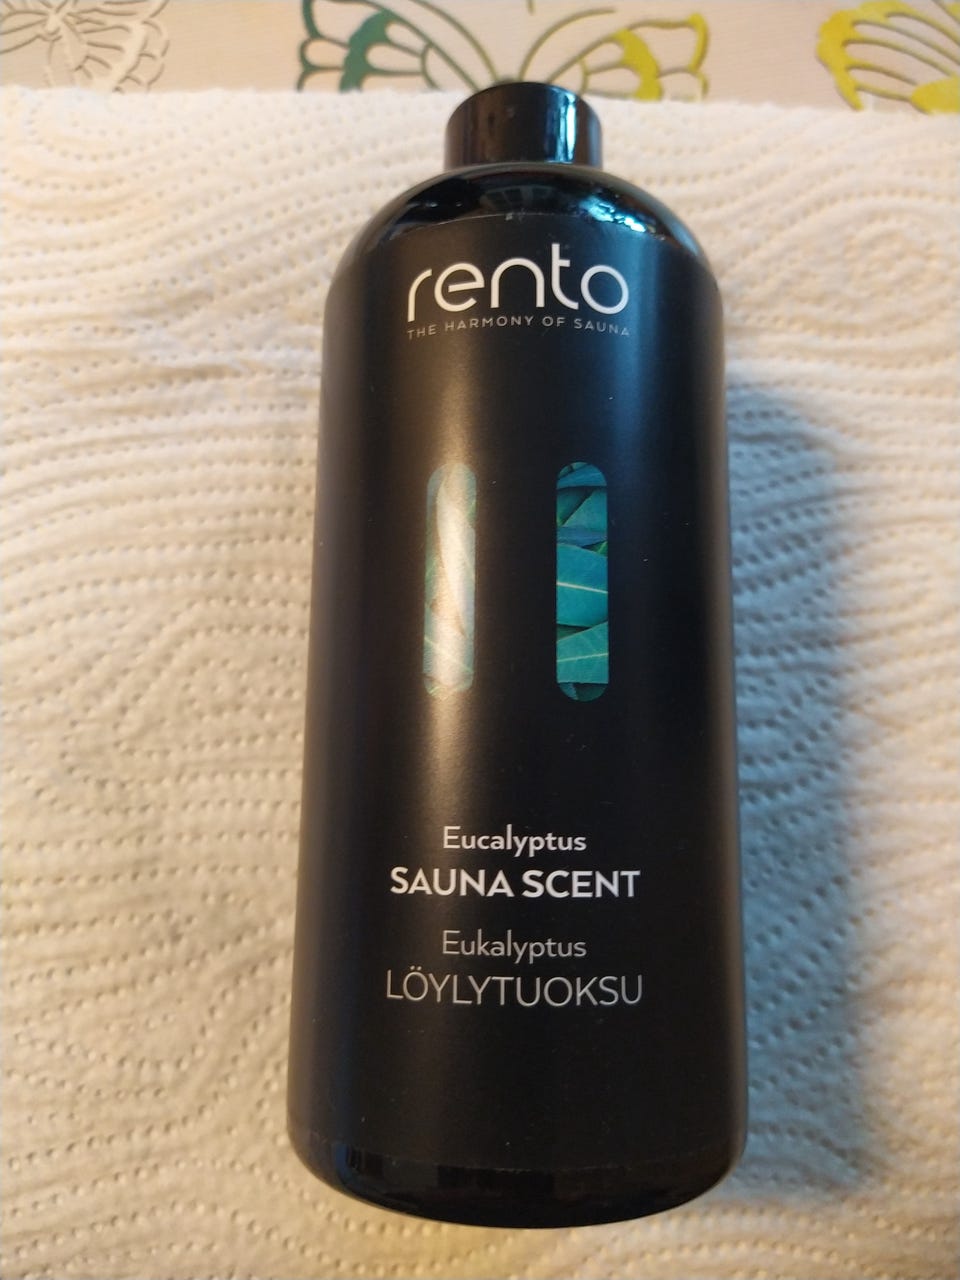 rento
THE HARMONY OF SAUNA
Eucalyptus
SAUNA SCENT
Eukalyptus
LÖYLYTUOKSU